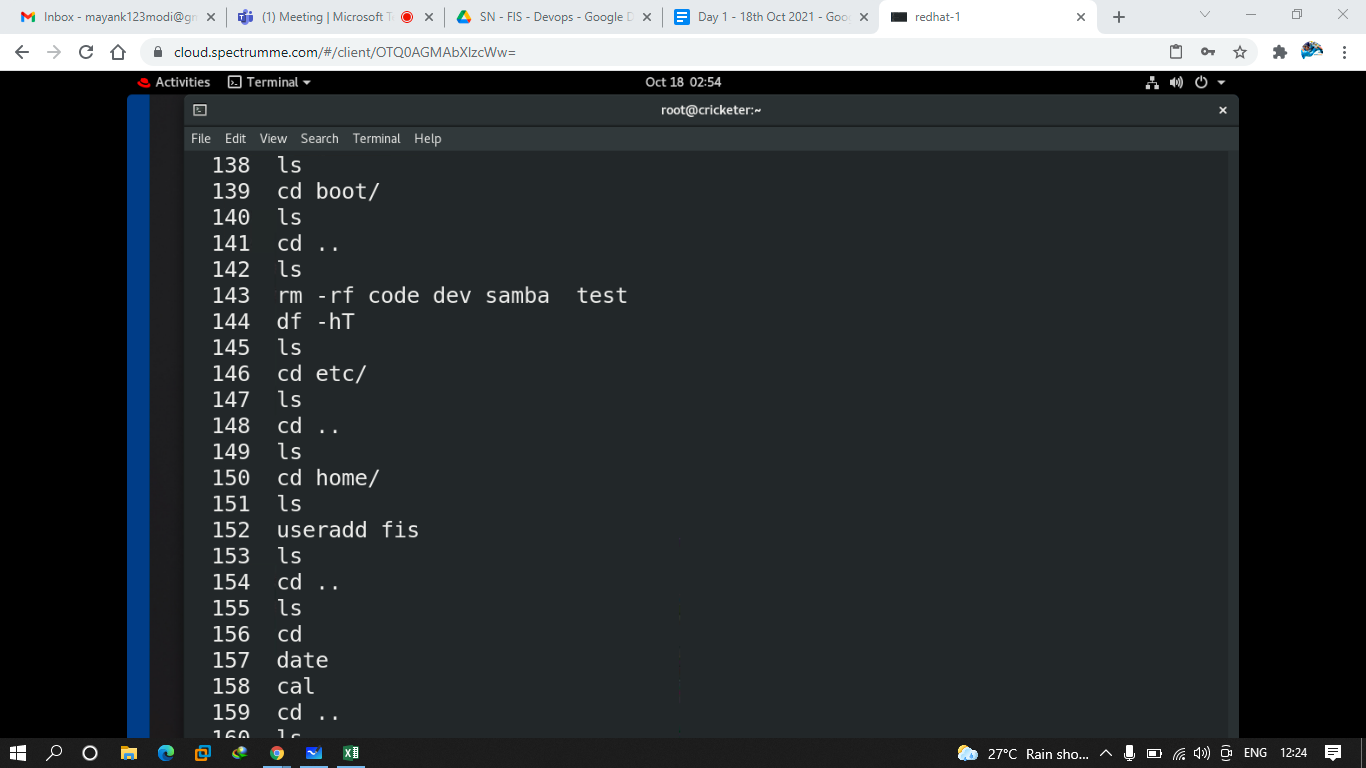 Inbox - mayank123modi@gm
(1) Meeting | Microsoft T
SN - FIS - Devops - Google D
Day 1 - 18th Oct 2021 - Goo
redhat-1
cloud.spectrumme.com/#/client/OTQ0AGMAbXlzcWw=
Activities
Terminal
Oct 18 02:54
root@cricketer:~
File Edit View Search Terminal Help
138 ls
139 cd boot/
140 ls
141 cd ..
142 ls
143 rm -rf code dev samba  test
144 df -hT
145 ls
146 cd etc/
147 ls
148 cd ..
149 ls
150 cd home/
151 ls
152 useradd fis
153 ls
154 cd ..
155 ls
156 cd
157 date
158 cal
159 cd ..
160 ls
27°C Rain sho... ENG 12:24